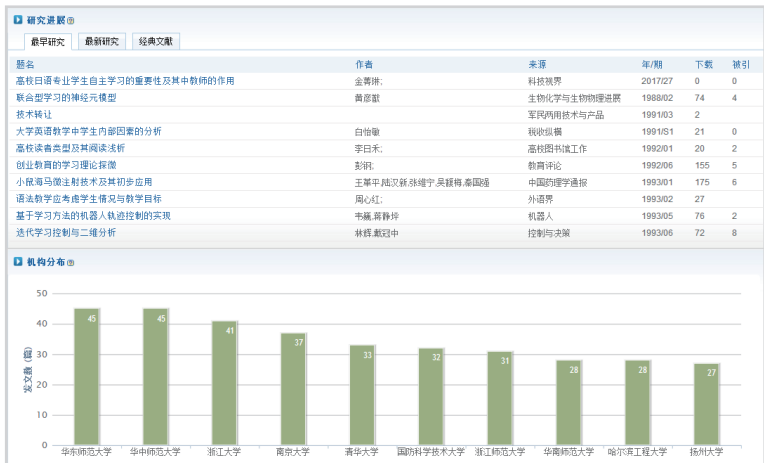 研究进展
最早研究 最新研究 经典文献
题名 作者 来源 年/期 下载 被引
高校日语专业学生自主学习的重要性及其中教师的作用 金菁琳; 科技视界 2017/27 0 0
联合型学习的神经元模型 黄彦澂 生物化学与生物物理进展 1988/02 74 4
技术转让 军民两用技术与产品 1991/03 2
大学英语教学中学生内部因素的分析 白怡敏 税收纵横 1991/S1 21 0
高校读者类型及其阅读浅析 李日禾; 高校图书馆工作 1992/01 20 2
创业教育的学习理论探微 彭钢; 教育评论 1992/06 155 5
小鼠海马微注射技术及其初步应用 王革平,陆汉新,张维宁,吴颖梅,秦国强 中国药理学通报 1993/01 175 6
语法教学应考虑学生情况与教学目标 周心红; 外语界 1993/02 27
基于学习方法的机器人轨迹控制的实现 韦巍,蒋静坪 机器人 1993/05 76 2
迭代学习控制与二维分析 林辉,戴冠中 控制与决策 1993/06 72 8
机构分布
发文数 (篇)
50
40
30
20
10
0
45 45 41 37 33 32 31 28 28 27
华东师范大学 华中师范大学 浙江大学 南京大学 清华大学 国防科学技术大学 浙江师范大学 华南师范大学 哈尔滨工程大学 扬州大学